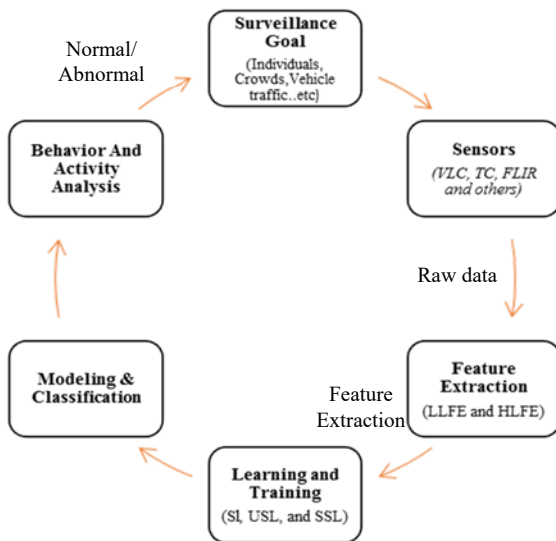 Surveillance
Goal
(Individuals,
Crowds,Vehicle
traffic..etc)
Sensors
(VLC, TC, FLIR
and others)
Raw data
Feature
Extraction
(LLFE and HLFE)
Feature
Extraction
Learning and
Training
(Sl, USL, and SSL)
Modeling &
Classification
Behavior And
Activity
Analysis
Normal/
Abnormal